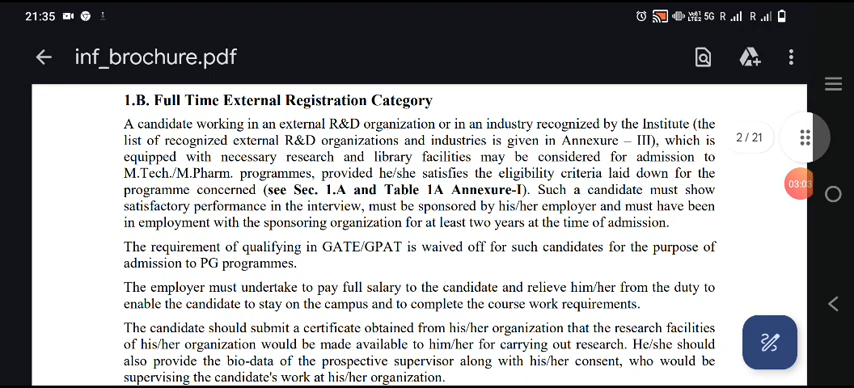 21:35
5G R R
inf_brochure.pdf
1.B. Full Time External Registration Category
A candidate working in an external R&D organization or in an industry recognized by the Institute (the
list of recognized external R&D organizations and industries is given in Annexure – III), which is
equipped with necessary research and library facilities may be considered for admission to
M.Tech./M.Pharm. programmes, provided he/she satisfies the eligibility criteria laid down for the
programme concerned (see Sec. 1.A and Table 1A Annexure-I). Such a candidate must show
satisfactory performance in the interview, must be sponsored by his/her employer and must have been
in employment with the sponsoring organization for at least two years at the time of admission.
2/21
03:03
The requirement of qualifying in GATE/GPAT is waived off for such candidates for the purpose of
admission to PG programmes.
The employer must undertake to pay full salary to the candidate and relieve him/her from the duty to
enable the candidate to stay on the campus and to complete the course work requirements.
The candidate should submit a certificate obtained from his/her organization that the research facilities
of his/her organization would be made available to him/her for carrying out research. He/she should
also provide the bio-data of the prospective supervisor along with his/her consent, who would be
supervising the candidate's work at his/her organization.